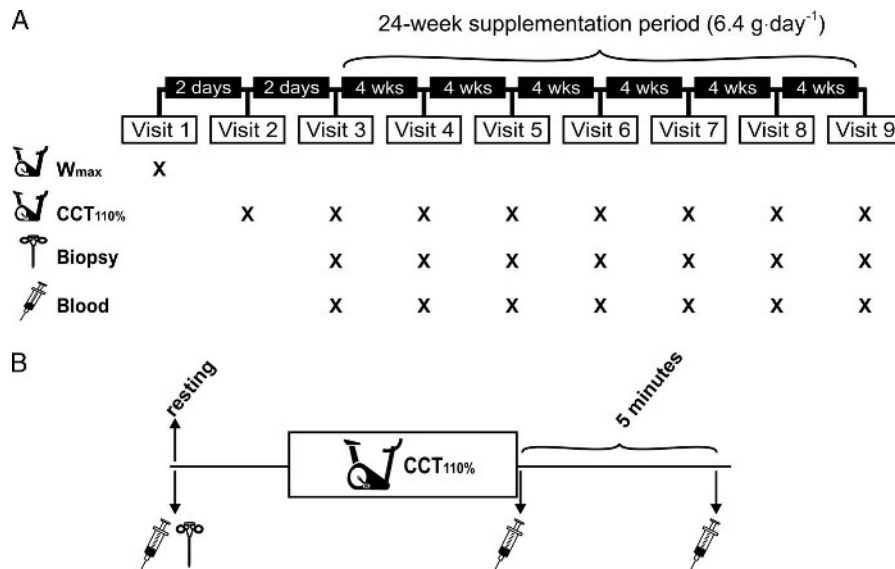 A
24-week supplementation period (6.4 g·day⁻¹)
2 days 2 days 4 wks 4 wks 4 wks 4 wks 4 wks 4 wks
Visit 1 Visit 2 Visit 3 Visit 4 Visit 5 Visit 6 Visit 7 Visit 8 Visit 9
Wmax X
CCT110% X X X X X X X X
Biopsy X X X X X X X
Blood X X X X X X X
B
resting
5 minutes
CCT110%